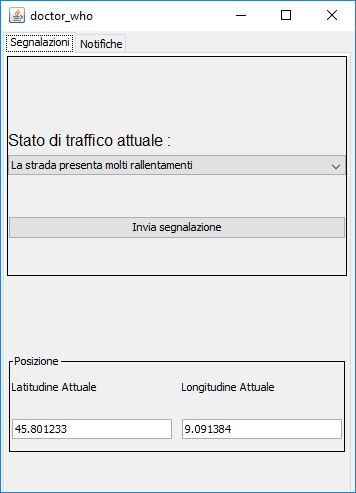 doctor_who
Segnalazioni Notifiche
Stato di traffico attuale :
La strada presenta molti rallentamenti
Invia segnalazione
Posizione
Latitudine Attuale Longitudine Attuale
45.801233 9.091384